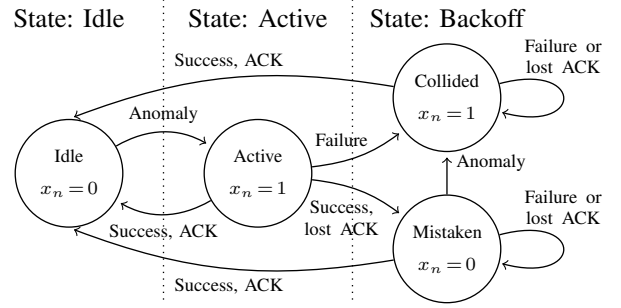 State: Idle
State: Active
State: Backoff
Success, ACK
Collided
x_n = 1
Failure or
lost ACK
Anomaly
Idle
x_n = 0
Active
x_n = 1
Failure
Anomaly
Success, ACK
Success,
lost ACK
Mistaken
x_n = 0
Failure or
lost ACK
Success, ACK